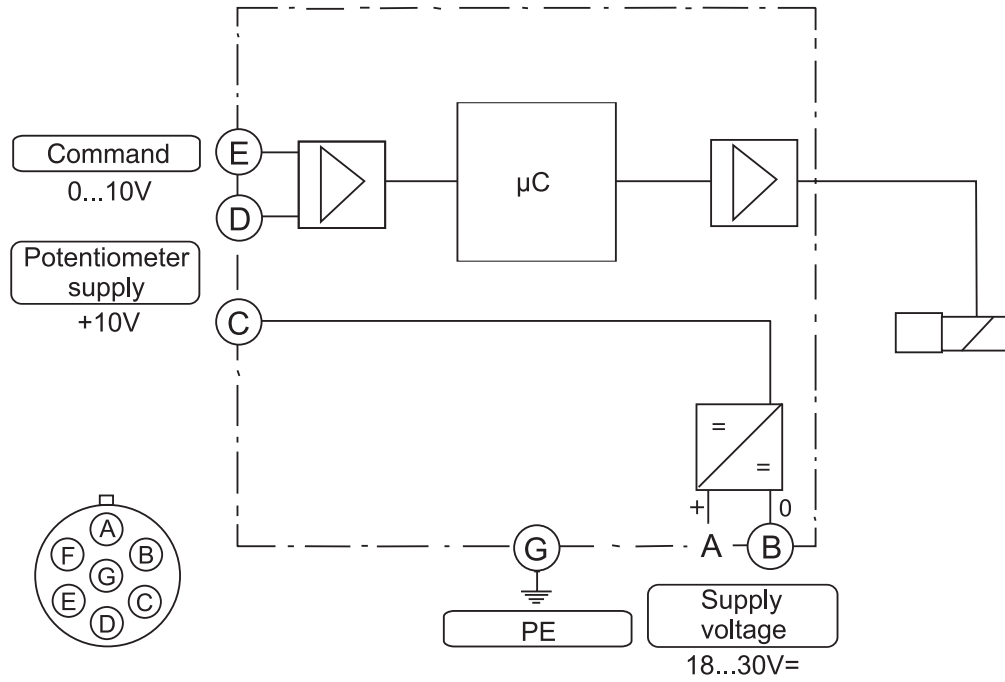 E
Command
0...10V
µC
D
Potentiometer
supply
+10V
C
=
=
+
0
A
F
B
G
E
C
D
G
A
B
PE
Supply
voltage
18...30V=